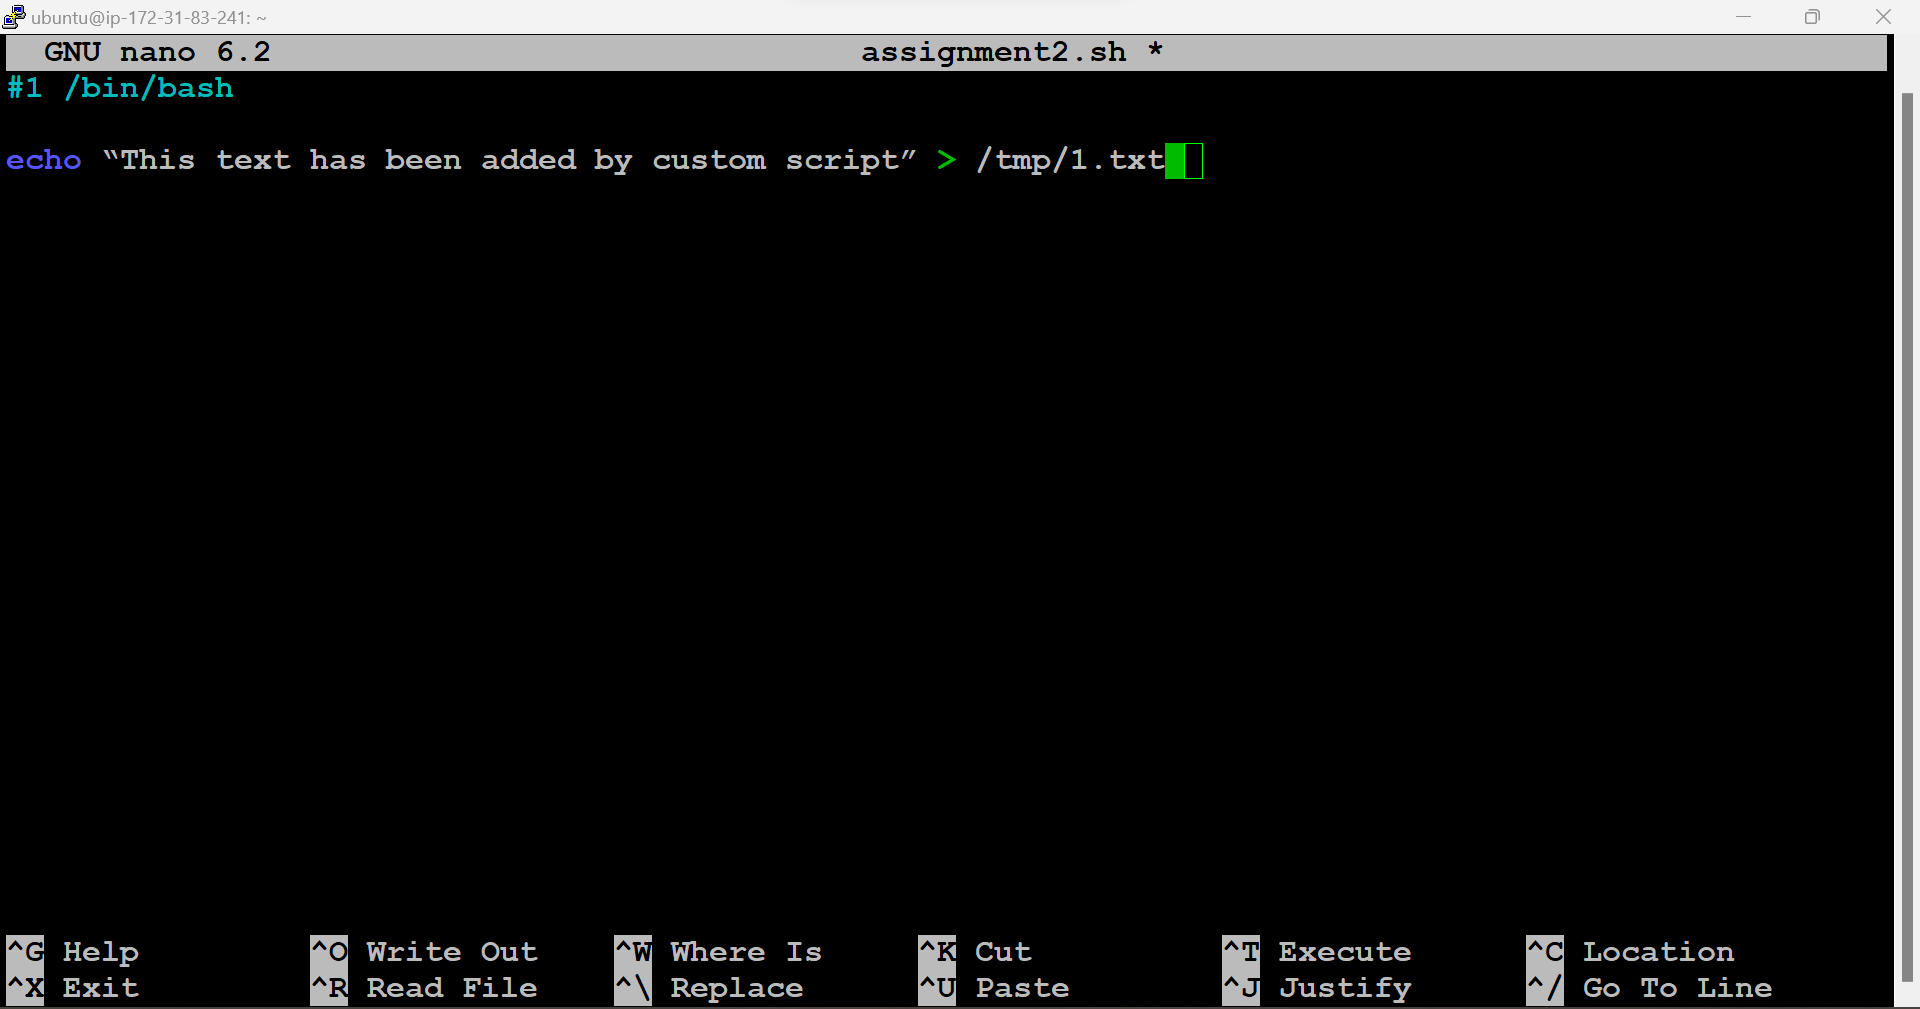 ubuntu@ip-172-31-83-241: ~
GNU nano 6.2 assignment2.sh *
#1 /bin/bash
echo “This text has been added by custom script” > /tmp/1.txt
^G Help ^O Write Out ^W Where Is ^K Cut ^T Execute ^C Location
^X Exit ^R Read File ^\ Replace ^U Paste ^J Justify ^/ Go To Line